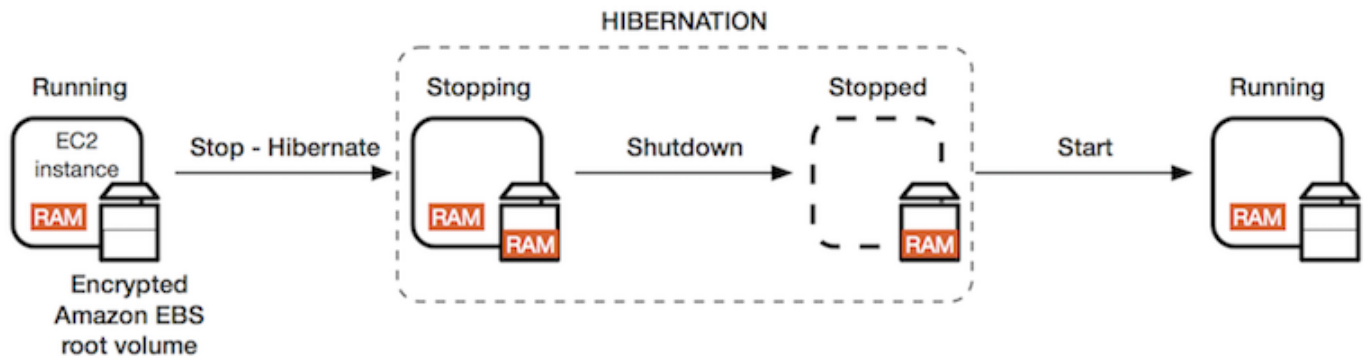 HIBERNATION
Running
Stopping
Stopped
Running
EC2
instance
Stop - Hibernate
Shutdown
Start
RAM
RAM
RAM
RAM
RAM
Encrypted
Amazon EBS
root volume